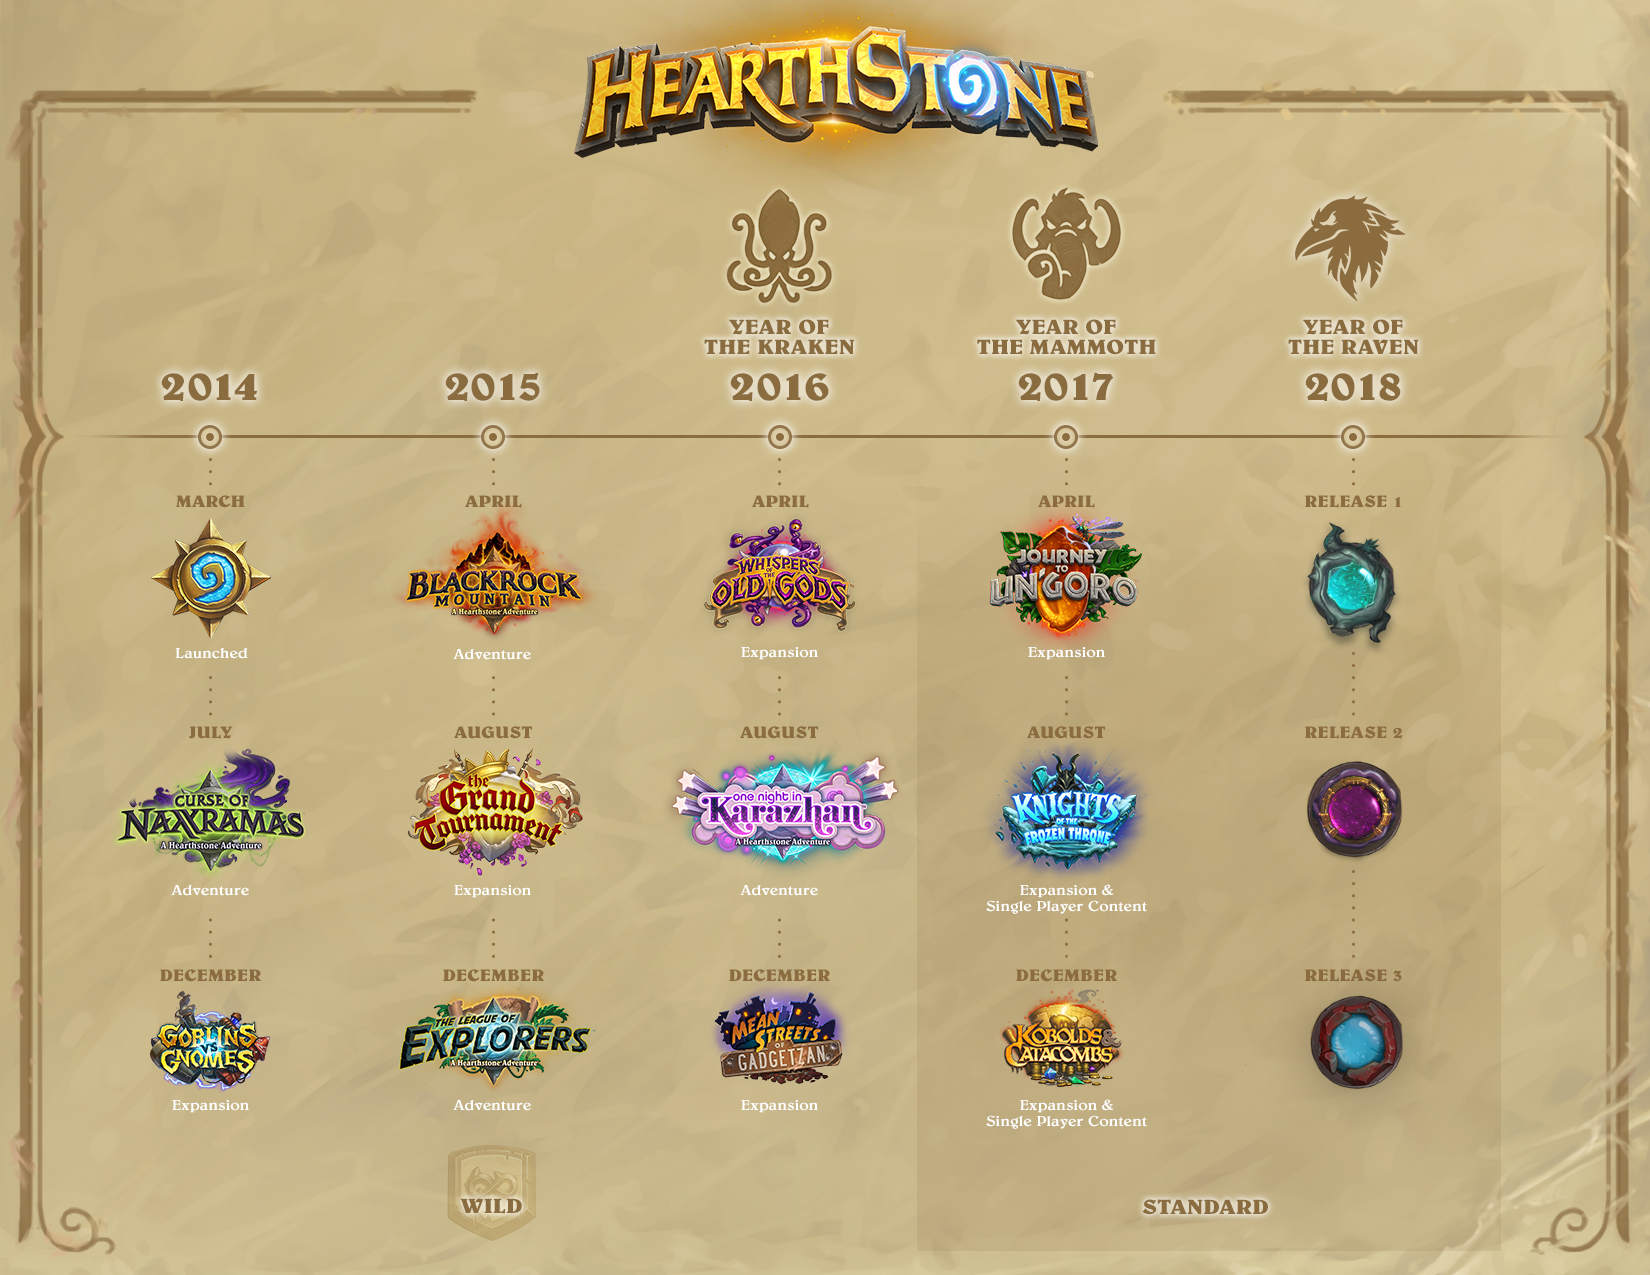 HEARTHSTONE
YEAR OF
THE KRAKEN
YEAR OF
THE MAMMOTH
YEAR OF
THE RAVEN
2014
2015
2016
2017
2018
MARCH
Launched
JULY
CURSE OF
NAXXRAMAS
A Hearthstone Adventure
Adventure
DECEMBER
GOBLINS
VS
GNOMES
Expansion
APRIL
BLACKROCK
MOUNTAIN
A Hearthstone Adventure
Adventure
AUGUST
the
Grand
Tournament
Expansion
DECEMBER
THE LEAGUE OF
EXPLORERS
A Hearthstone Adventure
Adventure
APRIL
WHISPERS
OF THE
OLD GODS
Expansion
AUGUST
one night in
Karazhan
A Hearthstone Adventure
Adventure
DECEMBER
MEAN
STREETS
OF
GADGETZAN
Expansion
APRIL
JOURNEY
TO
UN'GORO
Expansion
AUGUST
KNIGHTS
OF THE
FROZEN THRONE
Expansion &
Single Player Content
DECEMBER
KOBOLDS &
CATACOMBS
Expansion &
Single Player Content
RELEASE 1
RELEASE 2
RELEASE 3
WILD
STANDARD